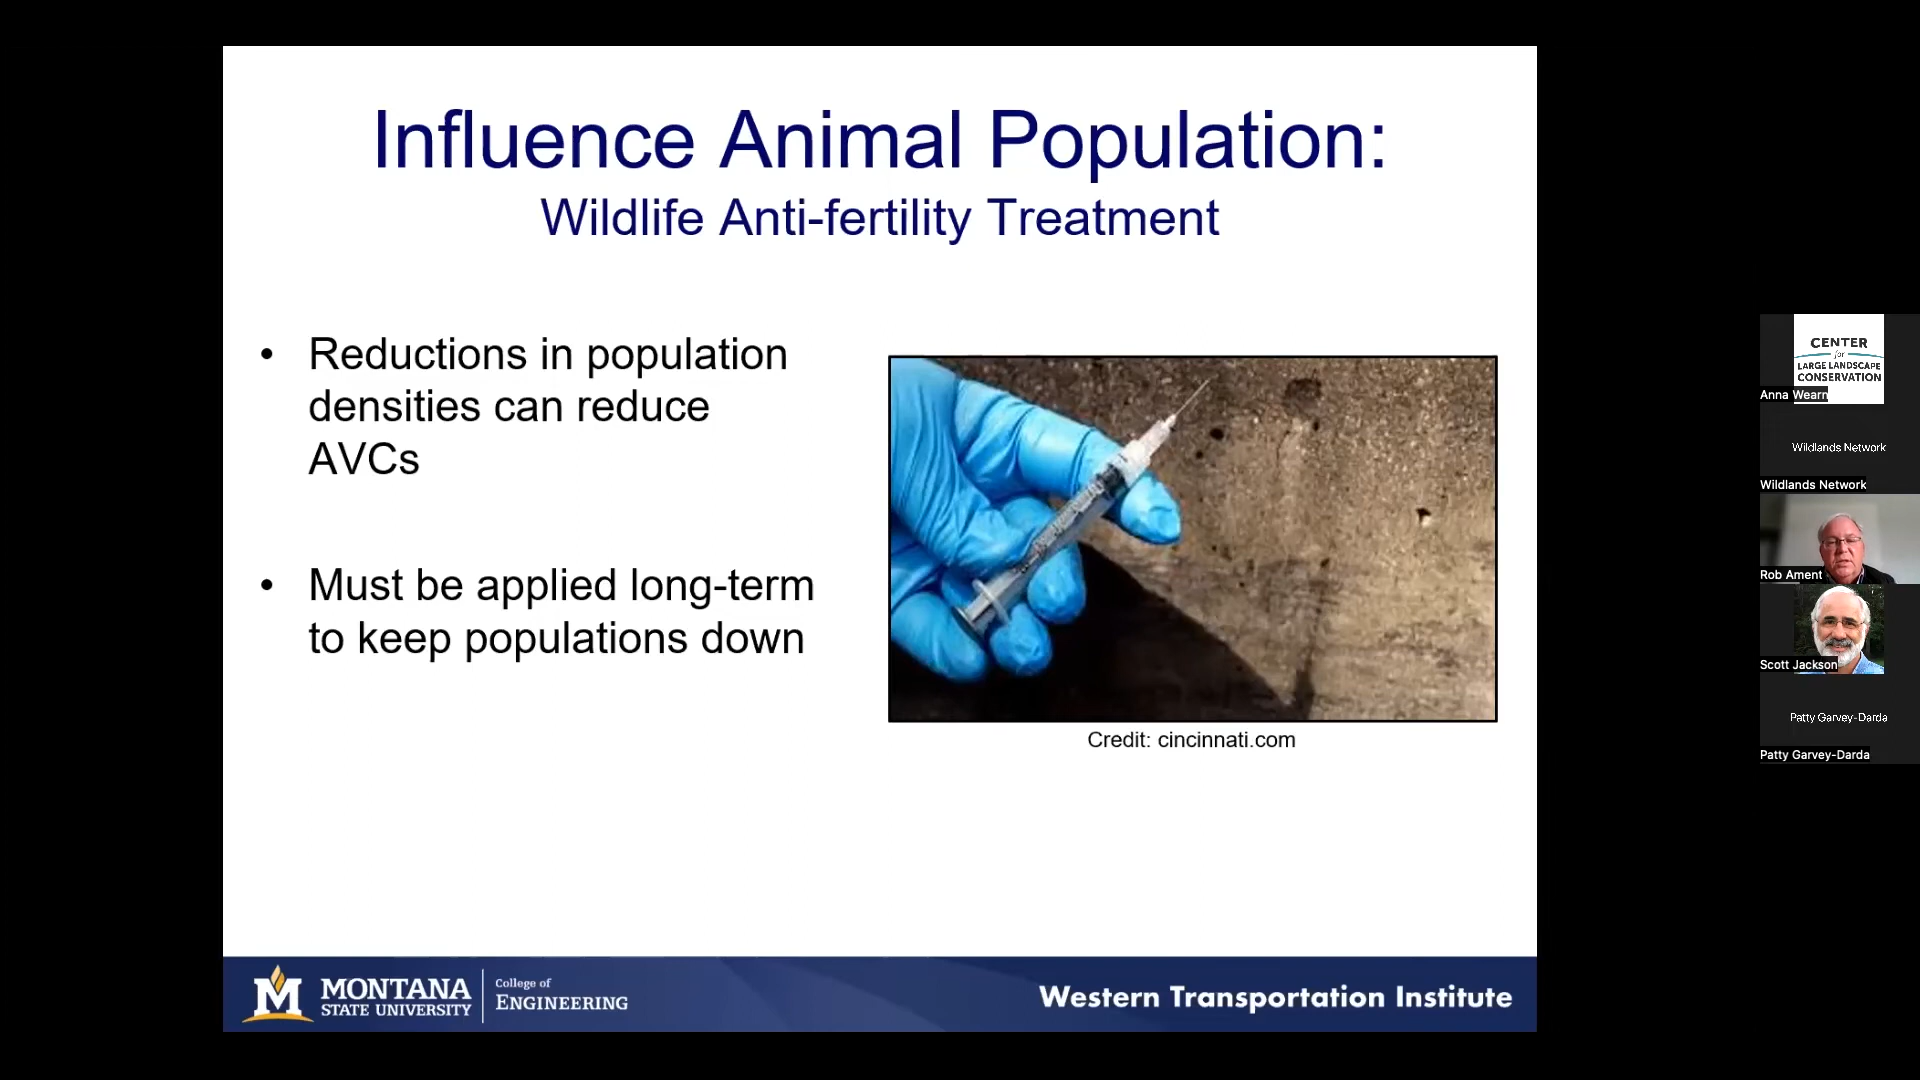 Influence Animal Population:
Wildlife Anti-fertility Treatment
• Reductions in population
densities can reduce
AVCs
• Must be applied long-term
to keep populations down
Credit: cincinnati.com
M MONTANA
STATE UNIVERSITY
College of
ENGINEERING
Western Transportation Institute
CENTER
for
LARGE LANDSCAPE
CONSERVATION
Anna Wearn
Wildlands Network
Wildlands Network
Rob Ament
Scott Jackson
Patty Garvey-Darda
Patty Garvey-Darda